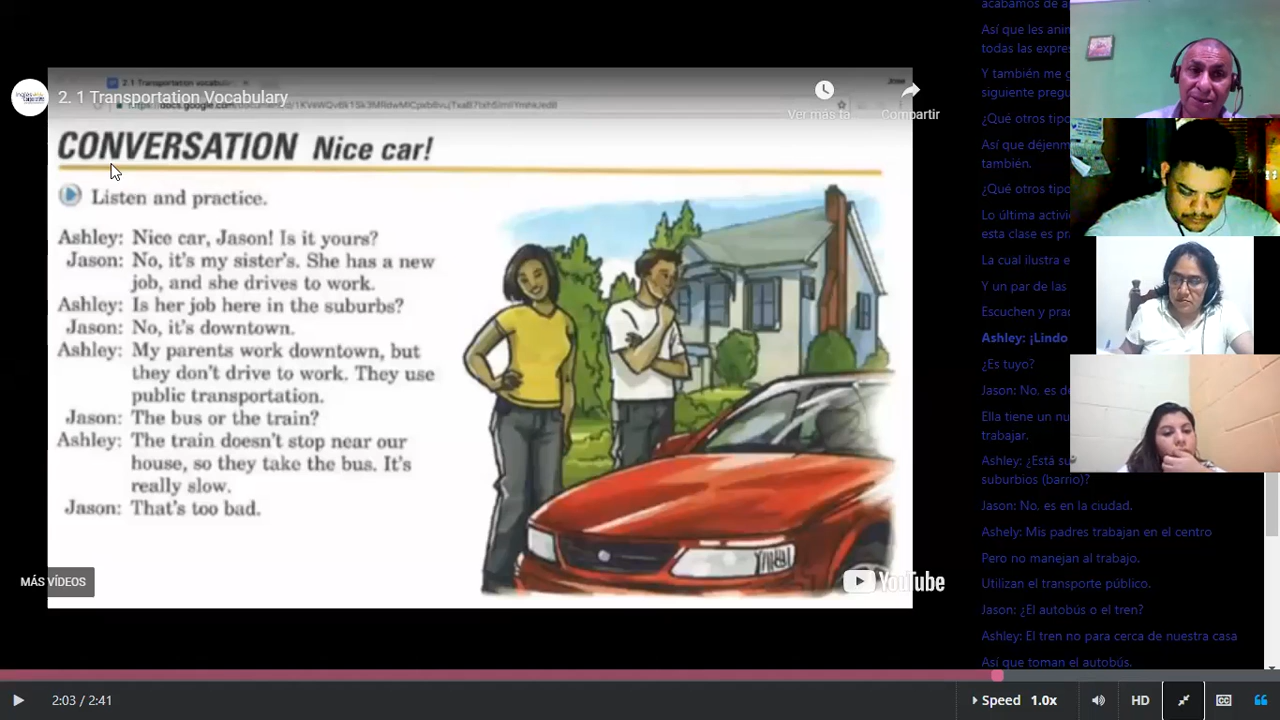 2. 1 Transportation Vocabulary
Ver más ta
Compartir
CONVERSATION Nice car!
Listen and practice.
Ashley: Nice car, Jason! Is it yours?
Jason: No, it's my sister's. She has a new
job, and she drives to work.
Ashley: Is her job here in the suburbs?
Jason: No, it's downtown.
Ashley: My parents work downtown, but
they don't drive to work. They use
public transportation.
Jason: The bus or the train?
Ashley: The train doesn't stop near our
house, so they take the bus. It's
really slow.
Jason: That's too bad.
MÁS VÍDEOS
YouTube
acabamos de a
Así que les anim
todas las expre
Y también me g
siguiente pregu
¿Qué otros tipo
Así que déjenm
también.
¿Qué otros tipo
Lo última activi
esta clase es pr
La cual ilustra e
Y un par de las
Escuchen y pra
Ashley: ¡Lindo
¿Es tuyo?
Jason: No, es d
Ella tiene un nu
trabajar.
Ashley: ¿Está s
suburbios (barrio)?
Jason: No, es en la ciudad.
Ashely: Mis padres trabajan en el centro
Pero no manejan al trabajo.
Utilizan el transporte público.
Jason: ¿El autobús o el tren?
Ashley: El tren no para cerca de nuestra casa
Así que toman el autobús.
2:03 / 2:41
Speed 1.0x
HD
CC